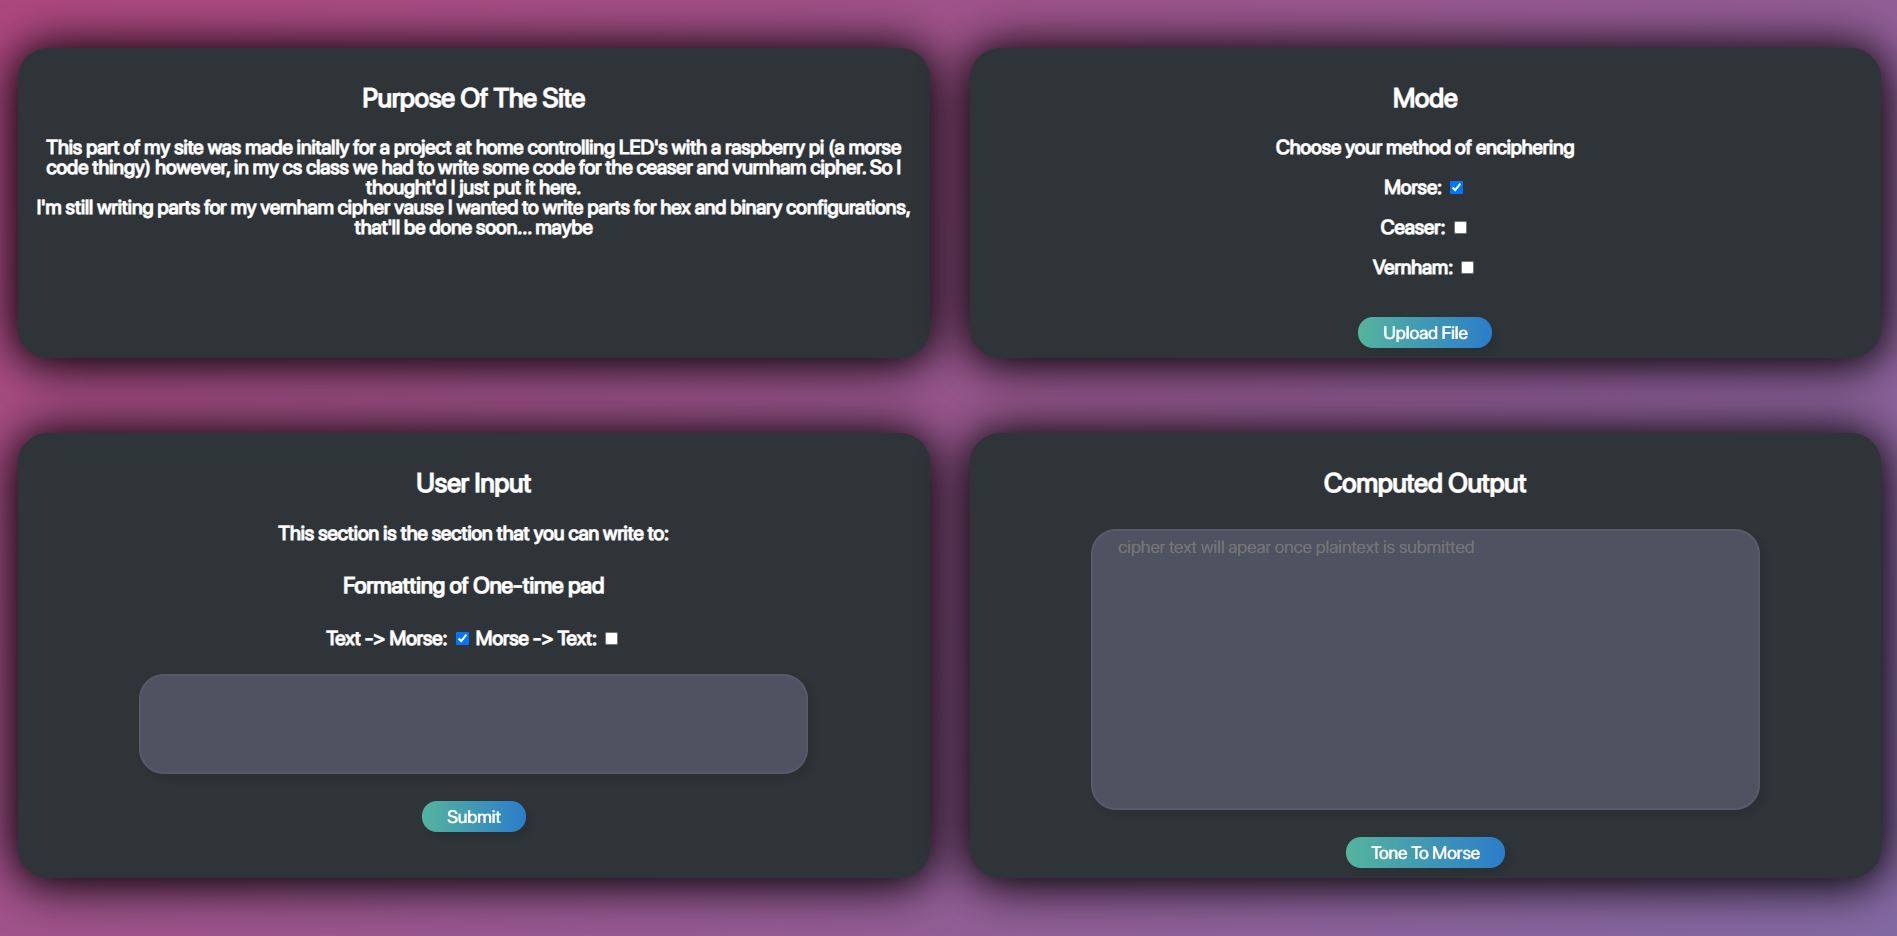 Purpose Of The Site
This part of my site was made initally for a project at home controlling LED's with a raspberry pi (a morse
code thingy) however, in my cs class we had to write some code for the ceaser and vurnham cipher. So I
thought'd I just put it here.
I'm still writing parts for my vernham cipher vause I wanted to write parts for hex and binary configurations,
that'll be done soon... maybe
Mode
Choose your method of enciphering
Morse:
Ceaser:
Vernham:
Upload File
User Input
This section is the section that you can write to:
Formatting of One-time pad
Text -> Morse: Morse -> Text:
Submit
Computed Output
cipher text will apear once plaintext is submitted
Tone To Morse